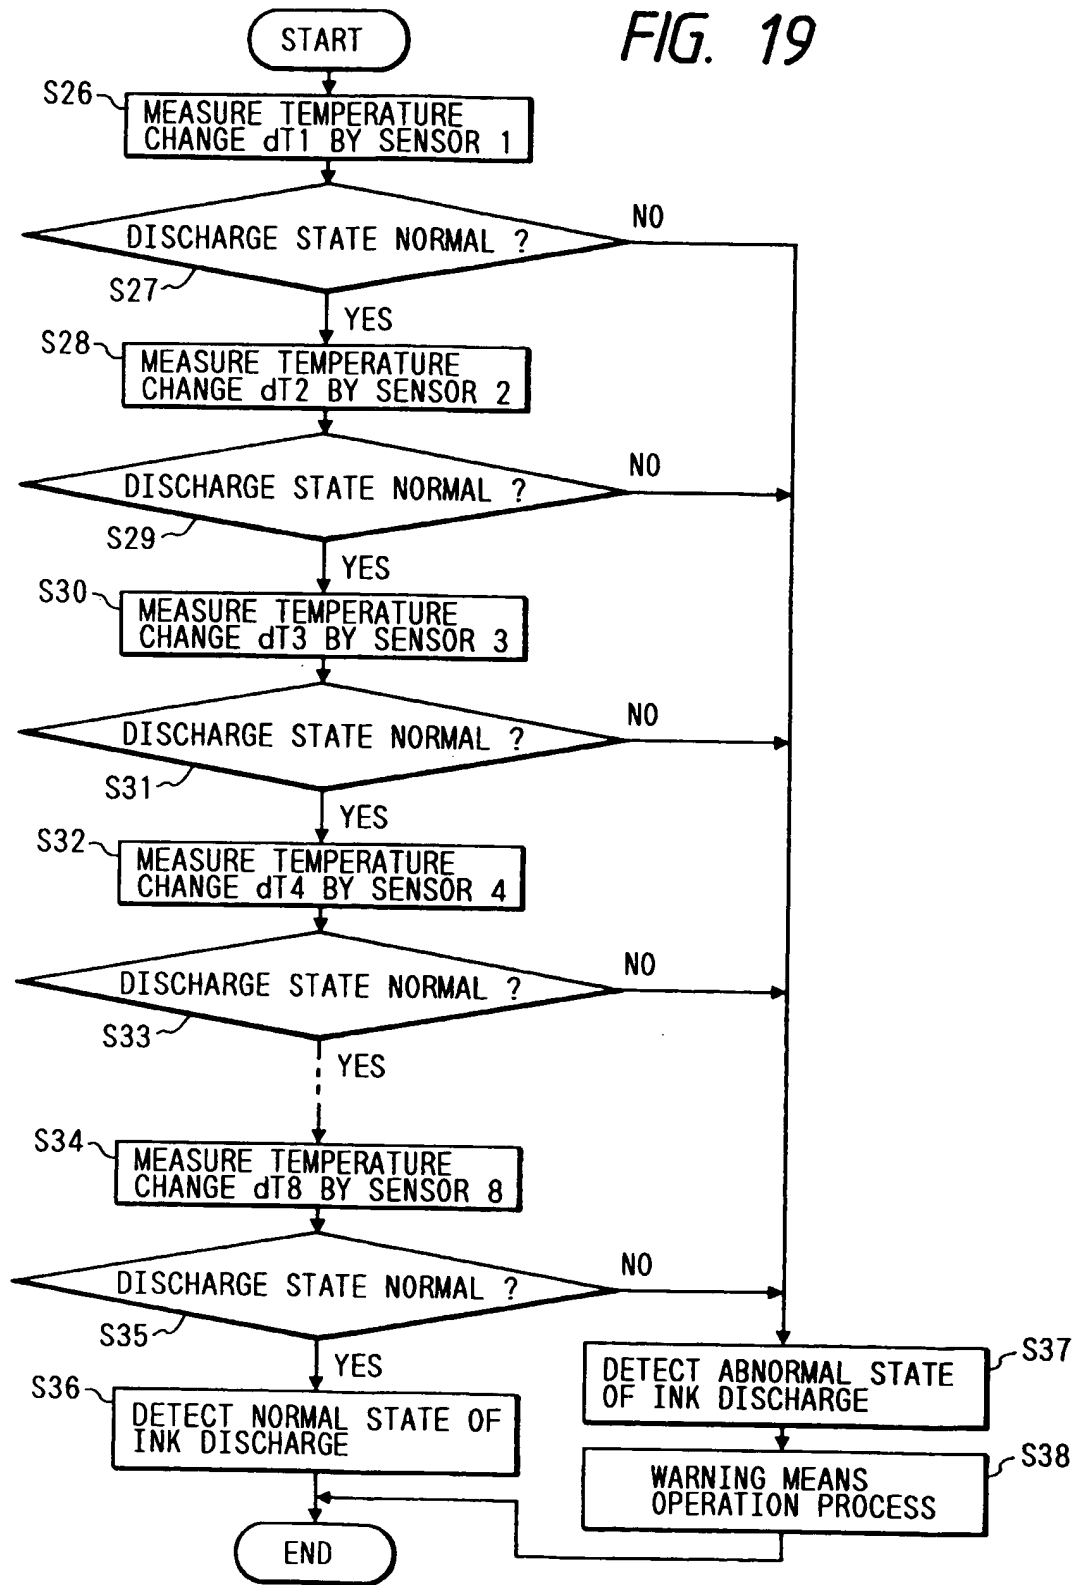 FIG. 19
START
S26
MEASURE TEMPERATURE
CHANGE dT1 BY SENSOR 1
NO
DISCHARGE STATE NORMAL ?
S27
YES
S28
MEASURE TEMPERATURE
CHANGE dT2 BY SENSOR 2
NO
DISCHARGE STATE NORMAL ?
S29
YES
S30
MEASURE TEMPERATURE
CHANGE dT3 BY SENSOR 3
NO
DISCHARGE STATE NORMAL ?
S31
YES
S32
MEASURE TEMPERATURE
CHANGE dT4 BY SENSOR 4
NO
DISCHARGE STATE NORMAL ?
S33
YES
S34
MEASURE TEMPERATURE
CHANGE dT8 BY SENSOR 8
NO
DISCHARGE STATE NORMAL ?
S35
YES
S36
DETECT NORMAL STATE OF
INK DISCHARGE
S37
DETECT ABNORMAL STATE
OF INK DISCHARGE
S38
WARNING MEANS
OPERATION PROCESS
END